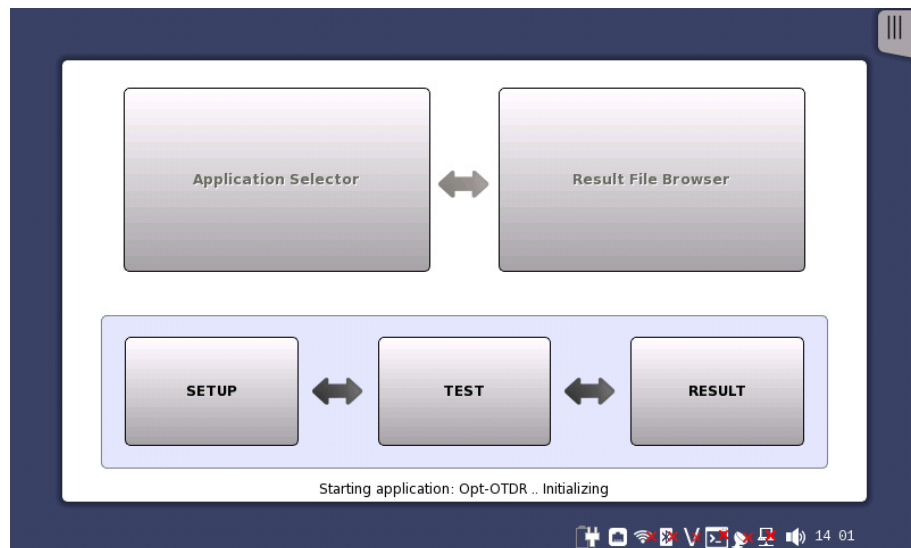 Application Selector
Result File Browser
SETUP
TEST
RESULT
Starting application: Opt-OTDR .. Initializing
14 01